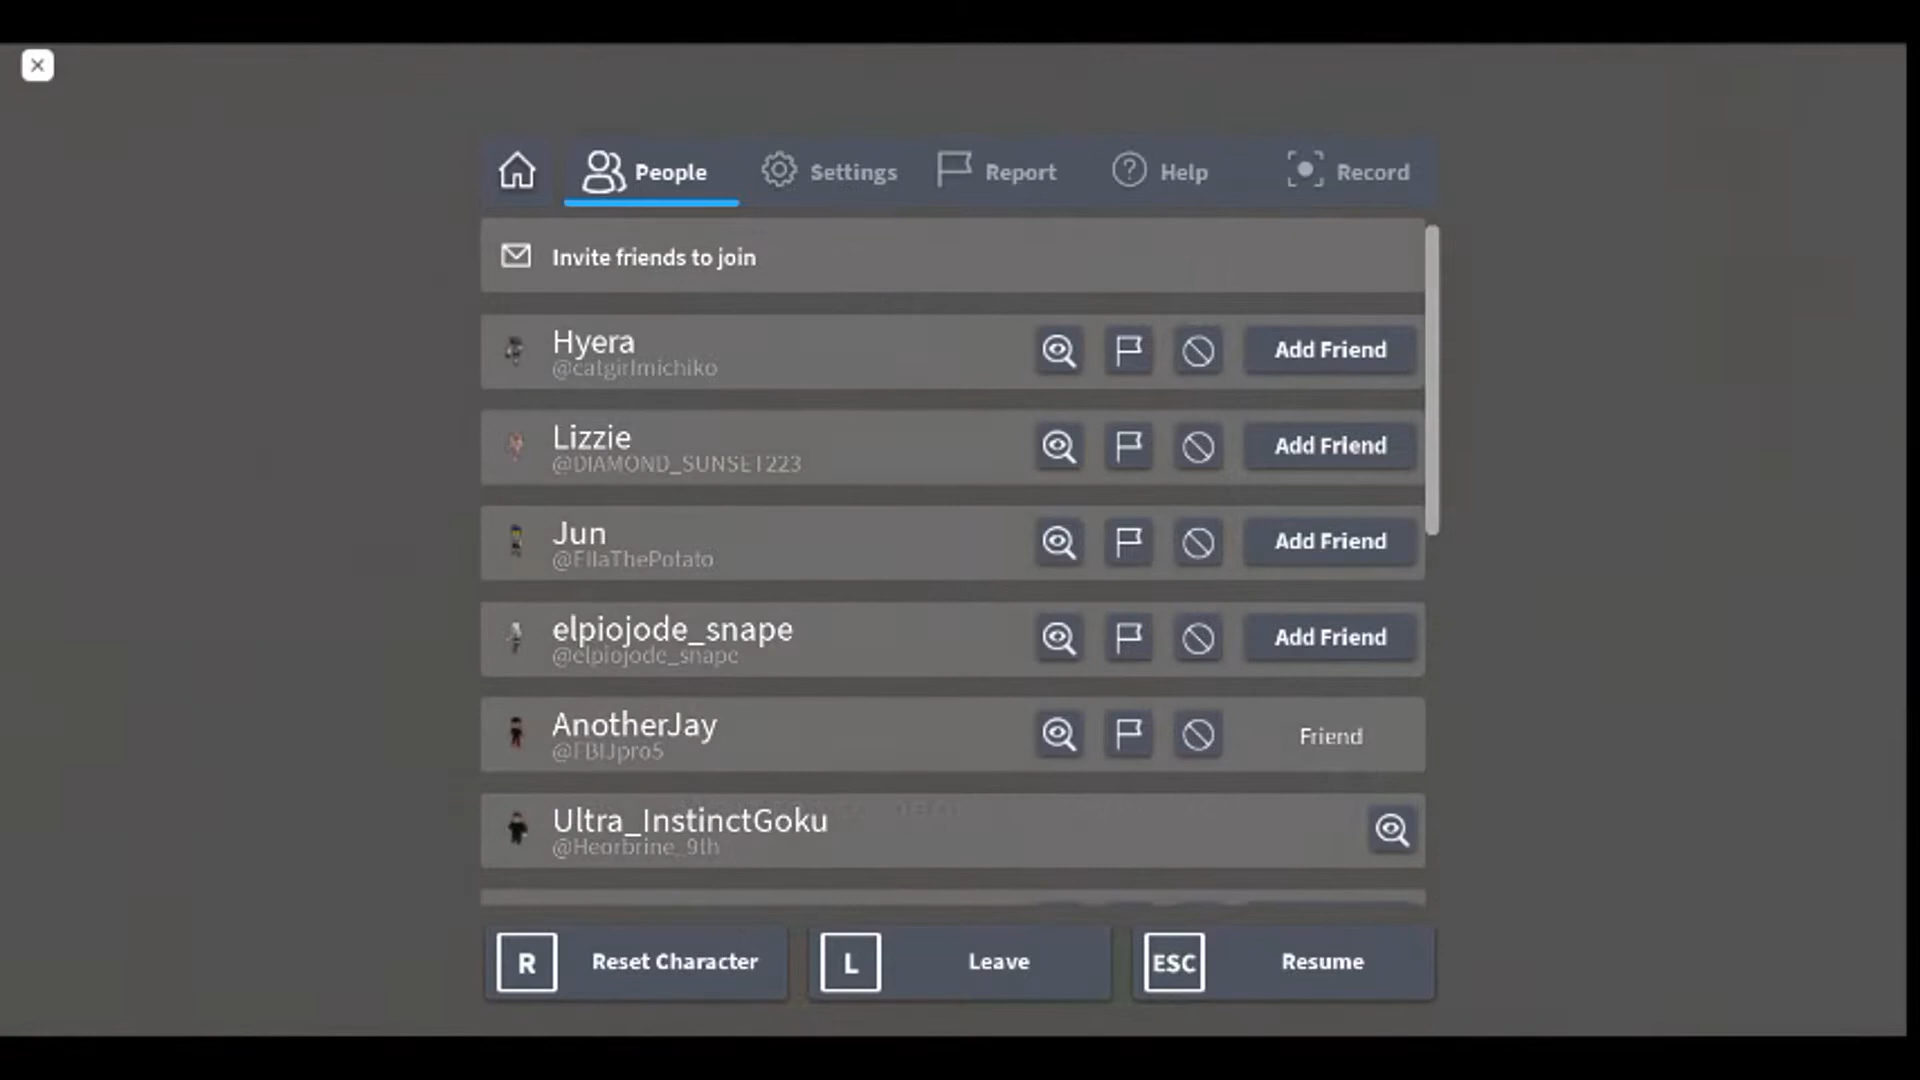 People
Settings
Report
Help
Record
Invite friends to join
Hyera
@catgirlmichiko
Add Friend
Lizzie
@DIAMOND_SUNSET223
Add Friend
Jun
@EllaThePotato
Add Friend
elpiojode_snape
@elpiojode_snape
Add Friend
AnotherJay
@FBIJpro5
Friend
Ultra_InstinctGoku
@Heorbrine_9th
R Reset Character
L Leave
ESC Resume